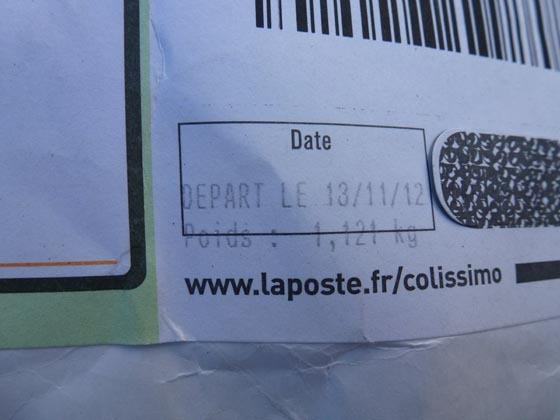 Date
DEPART LE 13/11/12
Poids : 1,121 kg
www.laposte.fr/colissimo